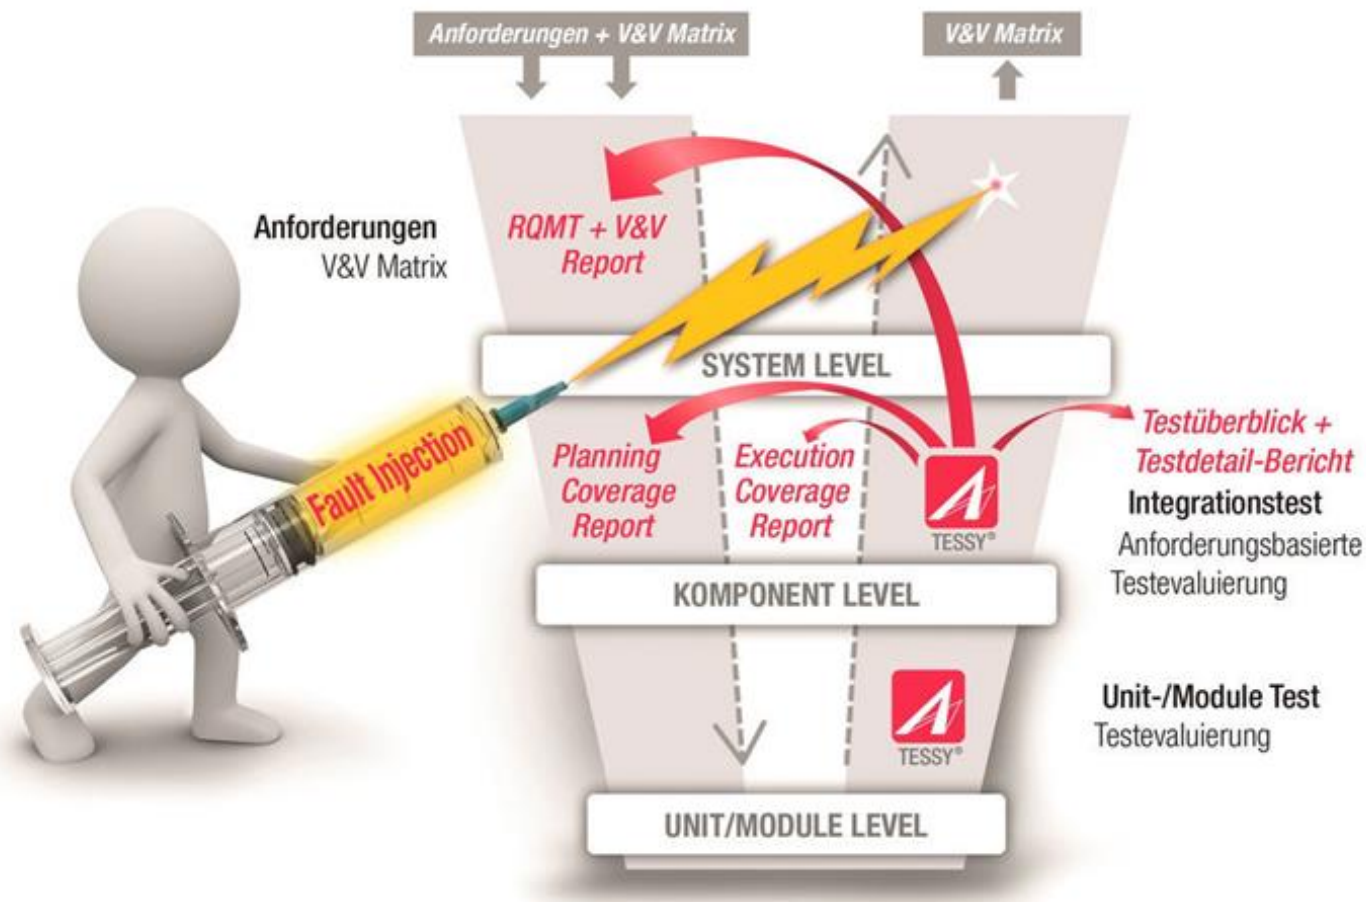 Anforderungen + V&V Matrix
V&V Matrix
Anforderungen
V&V Matrix
RQMT + V&V
Report
SYSTEM LEVEL
Fault Injection
Planning
Coverage
Report
Execution
Coverage
Report
TESSY®
Testüberblick +
Testdetail-Bericht
Integrationstest
Anforderungsbasierte
Testevaluierung
KOMPONENT LEVEL
TESSY®
Unit-/Module Test
Testevaluierung
UNIT/MODULE LEVEL